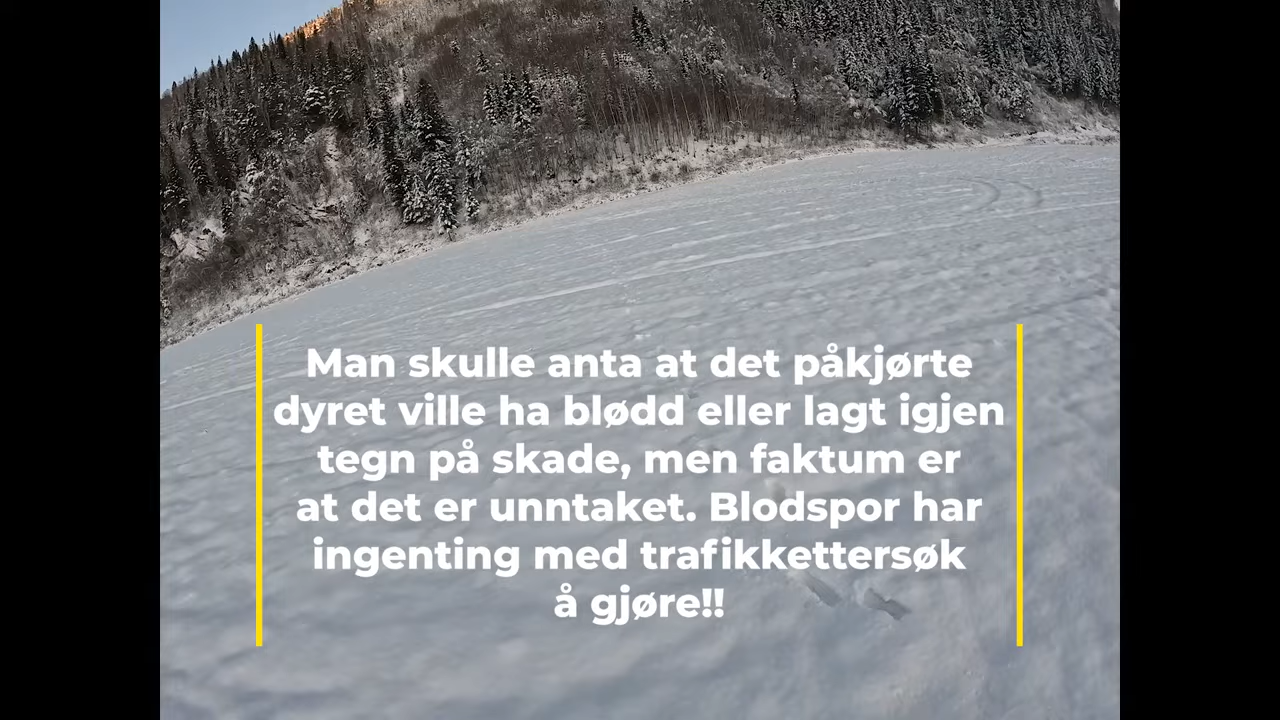 Man skulle anta at det påkjørte
dyret ville ha blødd eller lagt igjen
tegn på skade, men faktum er
at det er unntaket. Blodspor har
ingenting med trafikkettersøk
å gjøre!!